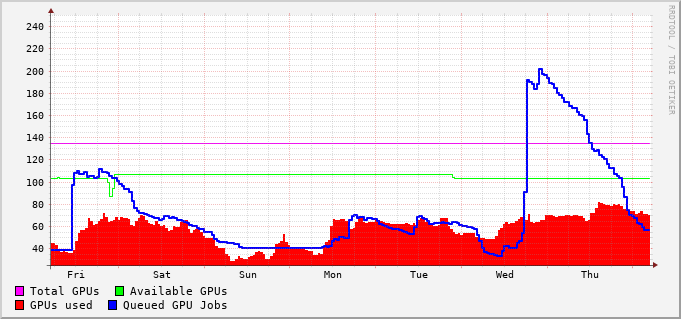 240
220
200
180
160
140
120
100
80
60
40
Fri Sat Sun Mon Tue Wed Thu
Total GPUs Available GPUs
GPUs used Queued GPU Jobs
RRDTOOL / TOBI OETIKER